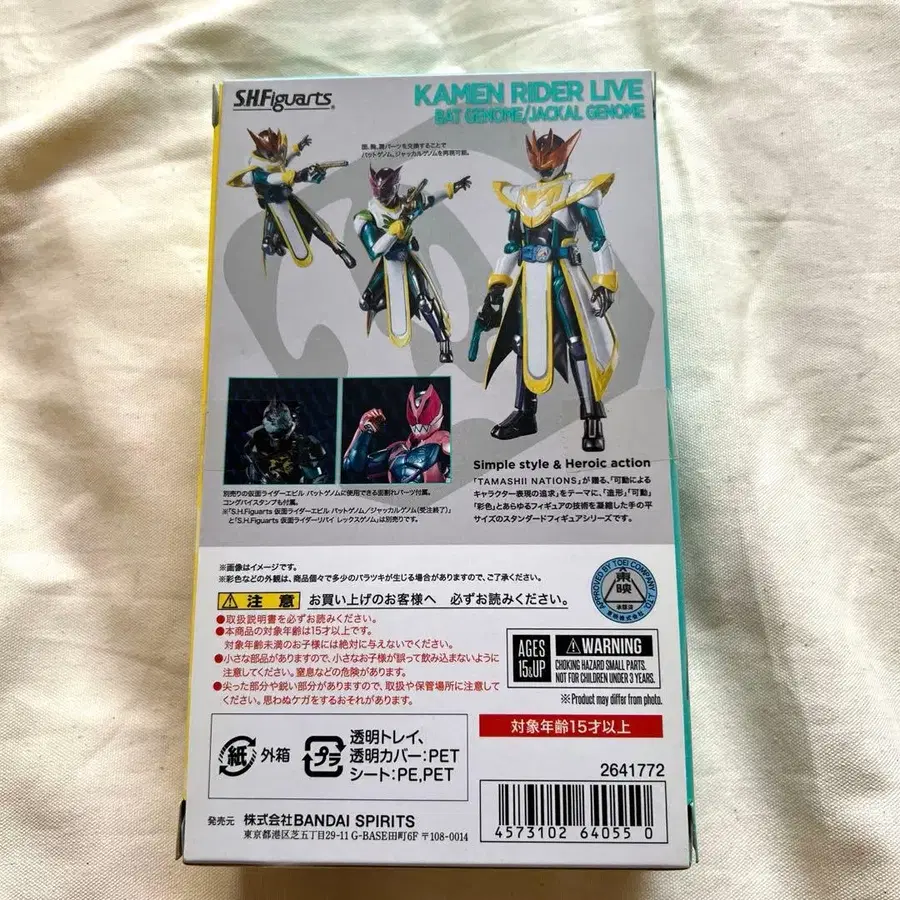 S.H.Figuarts
KAMEN RIDER LIVE
BAT GENOME/JACKAL GENOME
面、胸、肩パーツを交換することで
バットゲノム、ジャッカルゲノムを再現可能。
別売りの仮面ライダーエビル バットゲノムに使用できる面割れパーツ付属。
コングバイスタンプも付属。
※「S.H.Figuarts 仮面ライダーエビル バットゲノム/ジャッカルゲノム(受注終了)」
と「S.H.Figuarts 仮面ライダーリバイ レックスゲノム」は別売りです。
Simple style & Heroic action
「TAMASHII NATIONS」が贈る、「可動による
キャラクター表現の追求」をテーマに、「造形」「可動」
「彩色」とあらゆるフィギュアの技術を凝縮した手の平
サイズのスタンダードフィギュアシリーズです。
※画像はイメージです。
※彩色などの外観は、商品個々で多少のバラツキが生じる場合がありますので、ご了承ください。
注意 お買い上げのお客様へ 必ずお読みください。
●取扱説明書を必ずお読みください。
●本商品の対象年齢は15才以上です。
対象年齢未満のお子様には絶対に与えないでください。
●小さな部品がありますので、小さなお子様が誤って飲み込まないように
注意してください。窒息などの危険があります。
●尖った部分や鋭い部分がありますので、取扱や保管場所に注意して
ください。思わぬケガをするおそれがあります。
APPROVED BY TOEI COMPANY, LTD.
東映
AGES
15&UP
WARNING
CHOKING HAZARD SMALL PARTS.
NOT FOR CHILDREN UNDER 3 YEARS.
※Product may differ from photo.
対象年齢15才以上
紙 外箱
プラ
透明トレイ、
透明カバー:PET
シート:PE,PET
2641772
4573102 64055 0
発売元 株式会社BANDAI SPIRITS
東京都港区芝五丁目29-11 G-BASE田町6F 〒108-0014